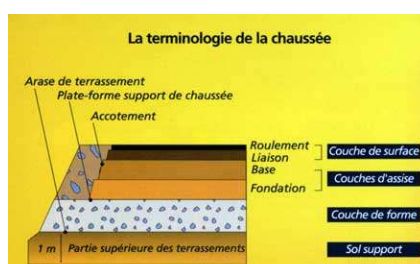 La terminologie de la chaussée
Arase de terrassement
Plate-forme support de chaussée
Accotement
Roulement
Liaison
Couche de surface
Base
Fondation
Couches d'assise
Couche de forme
1 m
Partie supérieure des terrassements
Sol support